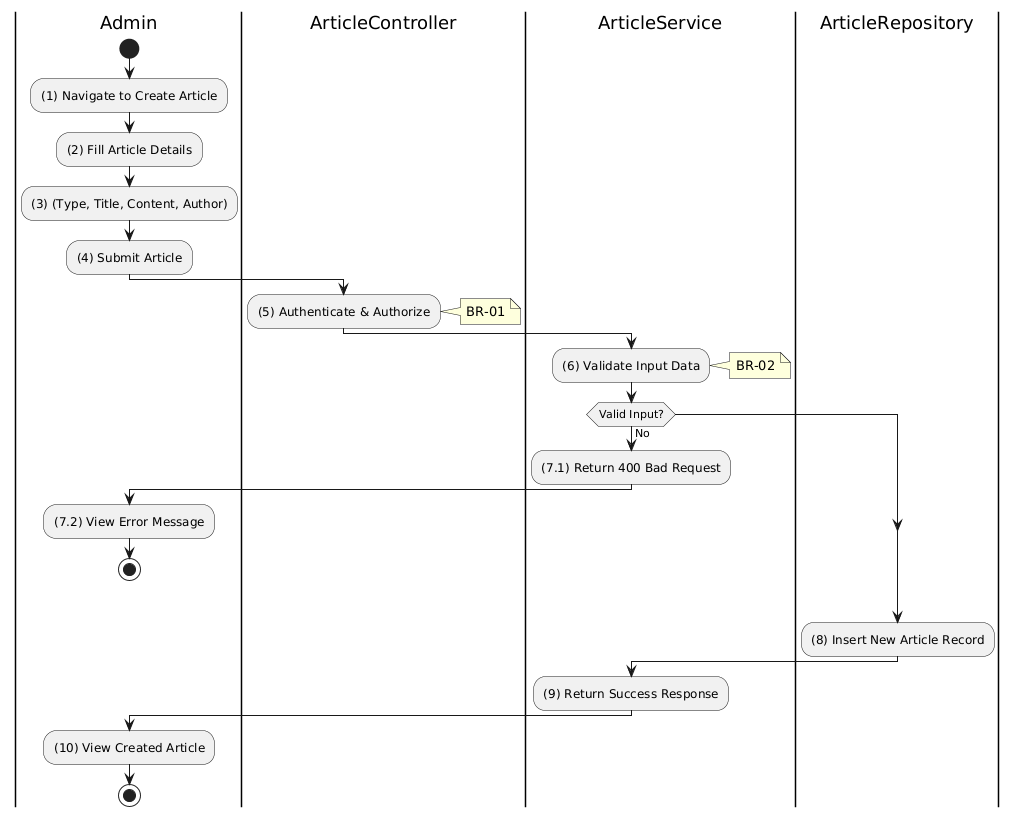 Admin
ArticleController
ArticleService
ArticleRepository
(1) Navigate to Create Article
(2) Fill Article Details
(3) (Type, Title, Content, Author)
(4) Submit Article
(5) Authenticate & Authorize
BR-01
(6) Validate Input Data
BR-02
Valid Input?
No
(7.1) Return 400 Bad Request
(7.2) View Error Message
(8) Insert New Article Record
(9) Return Success Response
(10) View Created Article